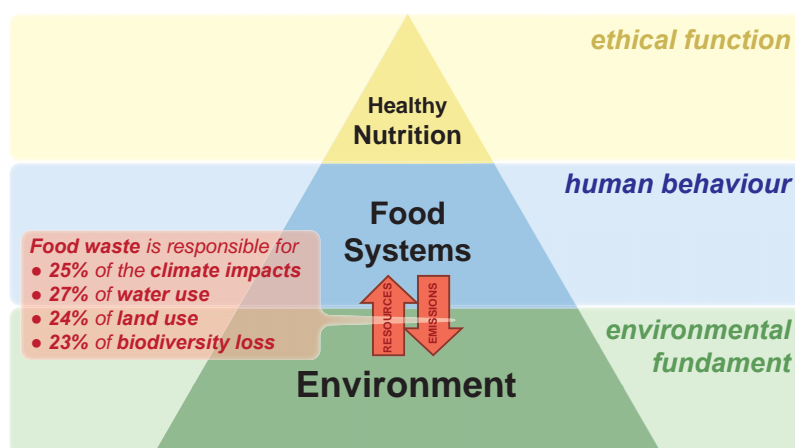 ethical function
Healthy
Nutrition
human behaviour
Food
Systems
Food waste is responsible for
● 25% of the climate impacts
● 27% of water use
● 24% of land use
● 23% of biodiversity loss
RESOURCES
EMISSIONS
environmental
fundament
Environment